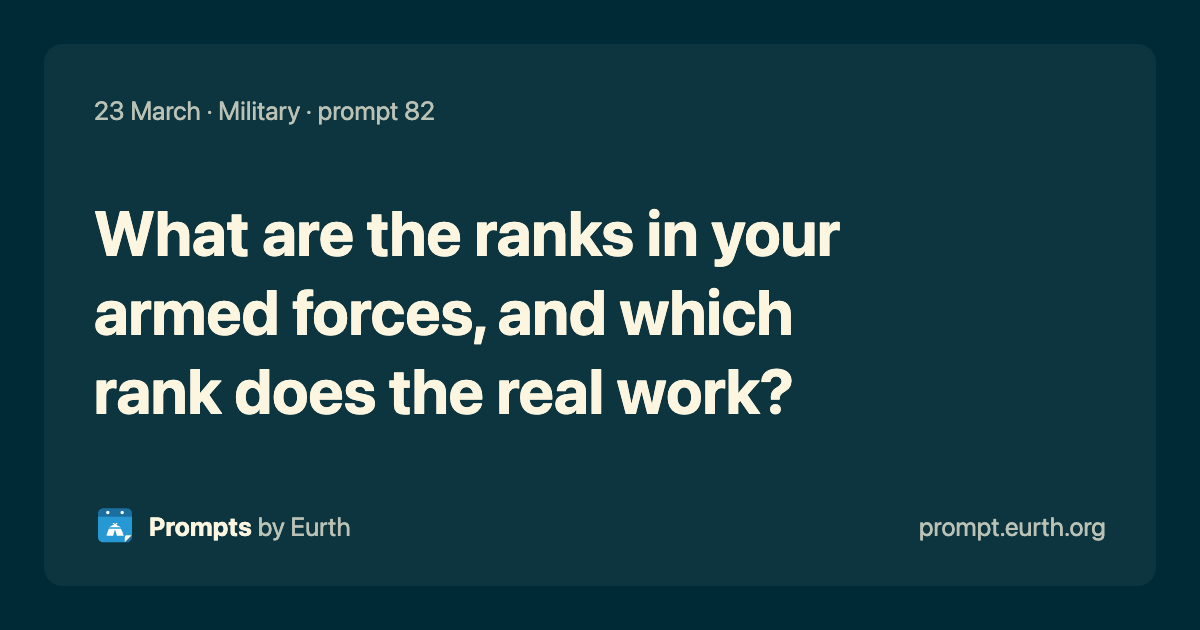 23 March · Military · prompt 82
What are the ranks in your
armed forces, and which
rank does the real work?
Prompts by Eurth
prompt.eurth.org